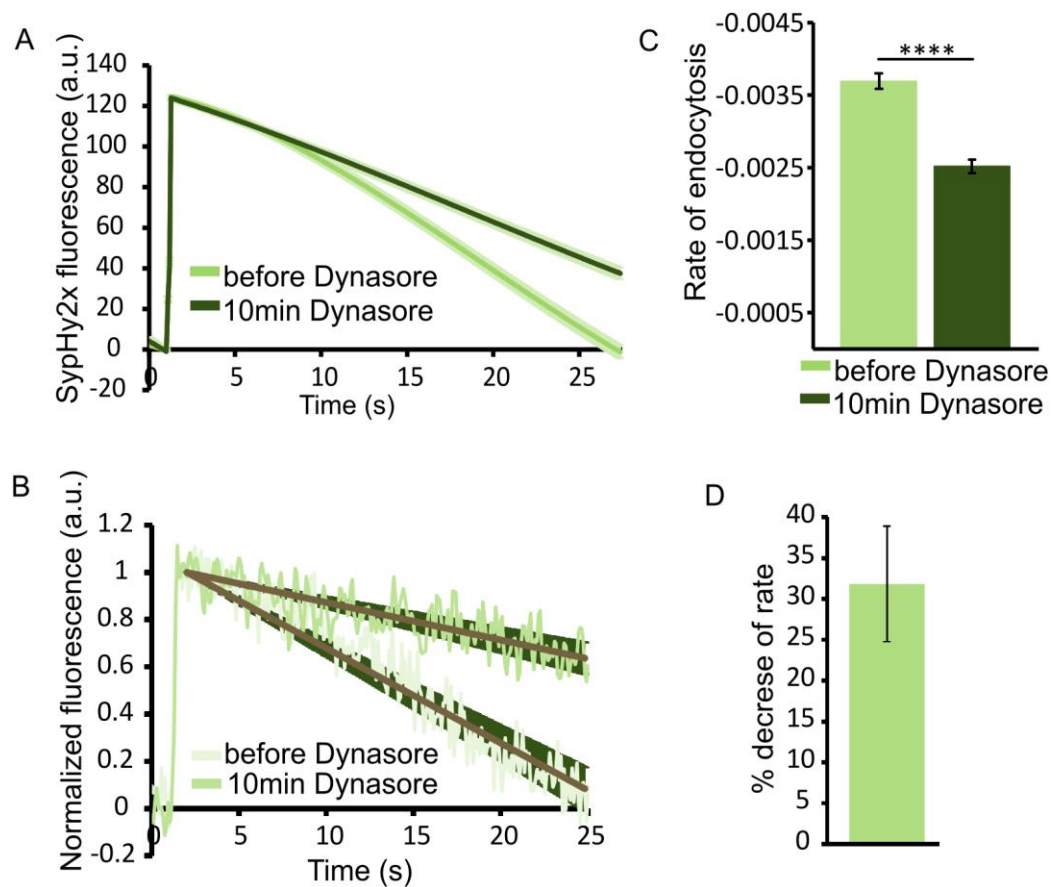 A
SypHy2x fluorescence (a.u.)
140
120
100
80
60
40
20
0
-20
0 5 10 15 20 25
before Dynasore
10min Dynasore
Time (s)
C
Rate of endocytosis
-0.0045
-0.0035
-0.0025
-0.0015
-0.0005
****
before Dynasore
10min Dynasore
B
Normalized fluorescence (a.u.)
1.2
1
0.8
0.6
0.4
0.2
0
-0.2
0 5 10 15 20 25
before Dynasore
10min Dynasore
Time (s)
D
% decrese of rate
40
35
30
25
20
15
10
5
0